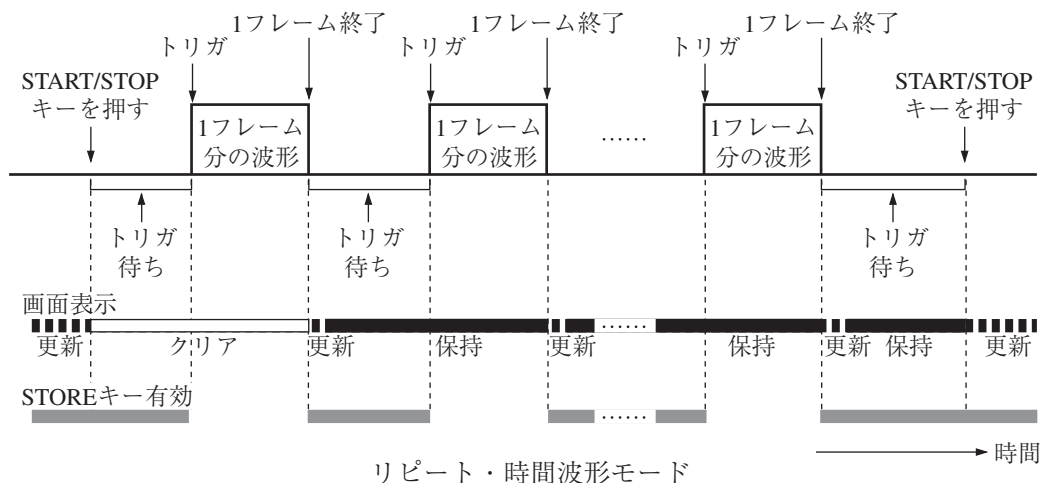 1フレーム終了
1フレーム終了
1フレーム終了
トリガ
トリガ
トリガ
START/STOP
キーを押す
START/STOP
キーを押す
1フレーム
分の波形
1フレーム
分の波形
……
1フレーム
分の波形
トリガ
待ち
トリガ
待ち
トリガ
待ち
画面表示
……
更新
クリア
更新
保持
更新
保持
更新
保持
更新
STOREキー有効
……
時間
リピート・時間波形モード